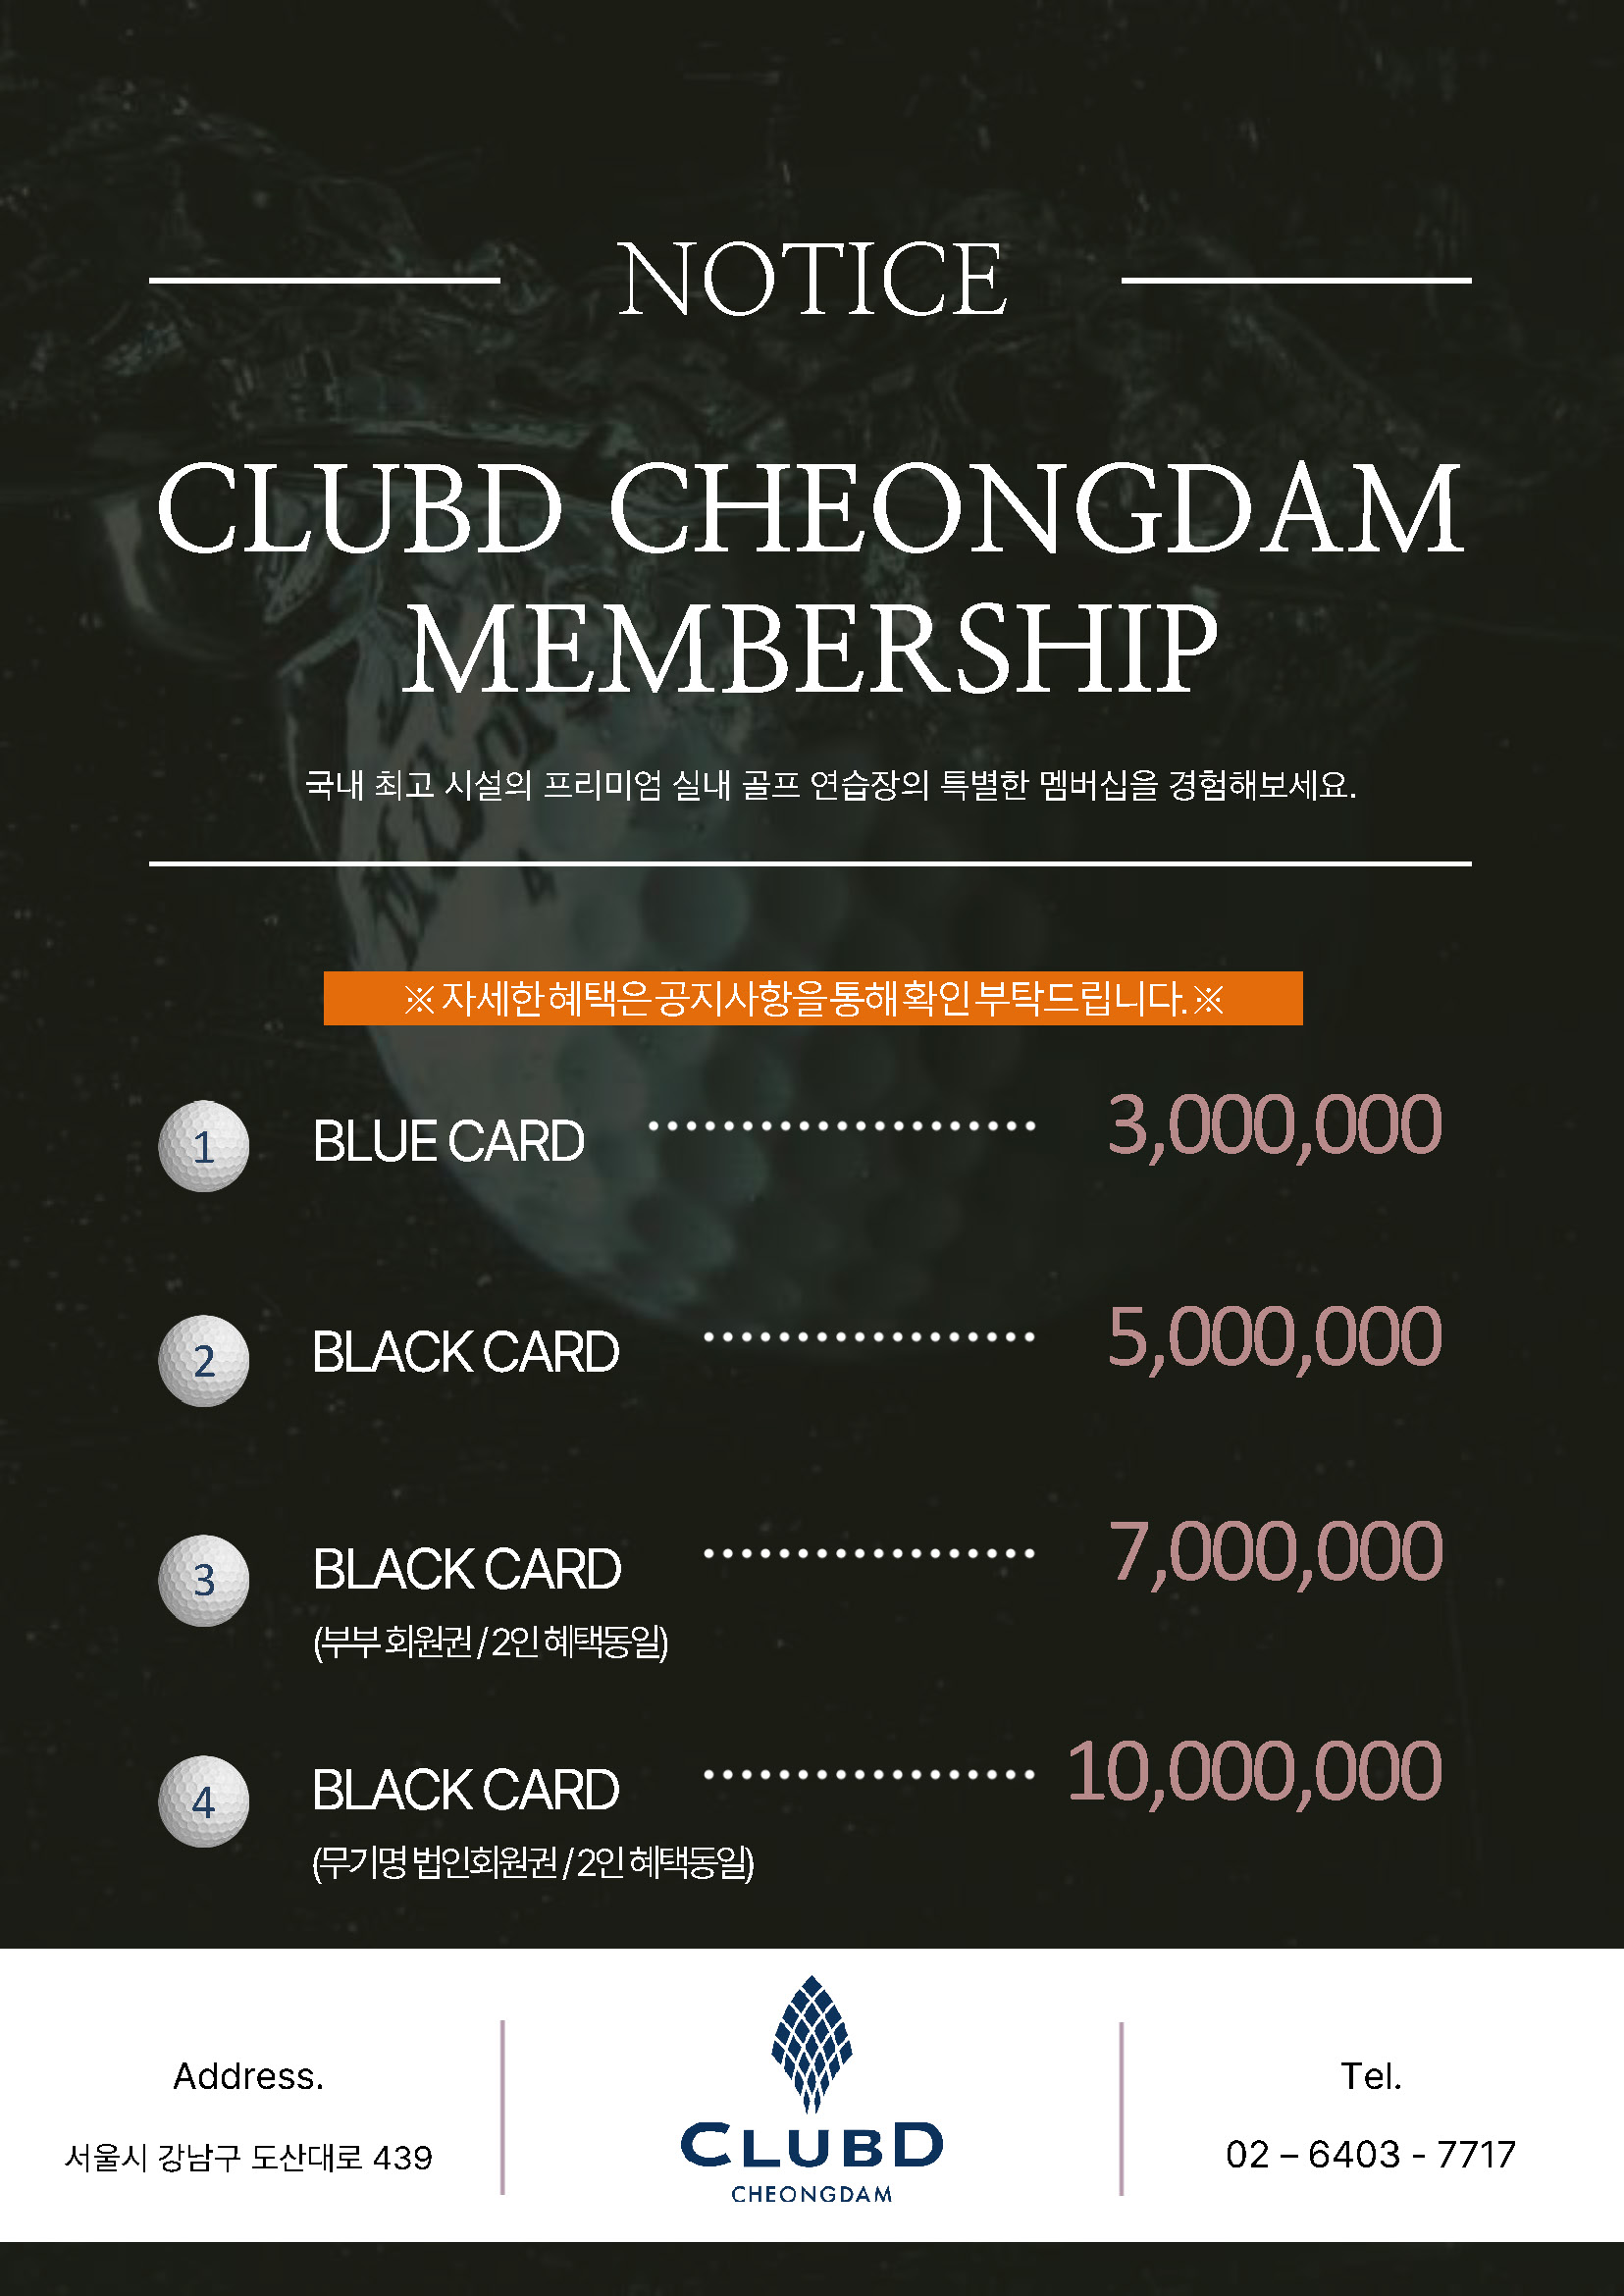 NOTICE
CLUBD CHEONGDAM
MEMBERSHIP
국내 최고 시설의 프리미엄 실내 골프 연습장의 특별한 멤버십을 경험해보세요.
※ 자세한 혜택은 공지사항을 통해 확인 부탁드립니다. ※
1 BLUE CARD 3,000,000
2 BLACK CARD 5,000,000
3 BLACK CARD 7,000,000
(부부 회원권 / 2인 혜택동일)
4 BLACK CARD 10,000,000
(무기명 법인회원권 / 2인 혜택동일)
Address.
서울시 강남구 도산대로 439
CLUBD
CHEONGDAM
Tel.
02 – 6403 - 7717